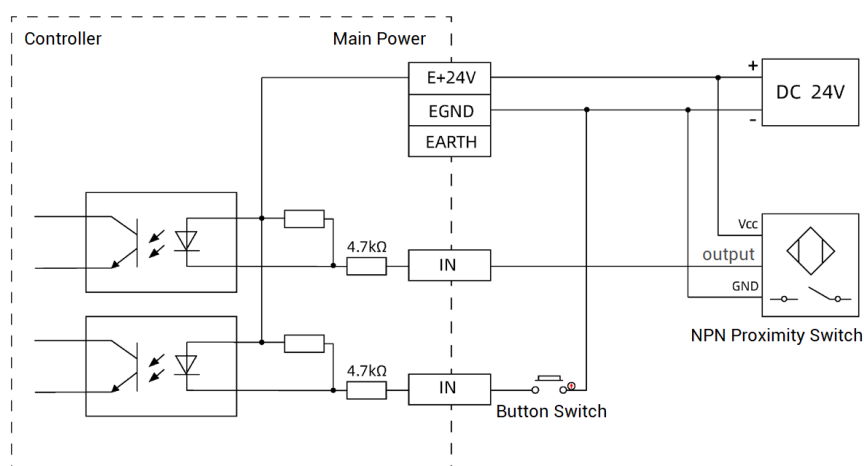 Controller
Main Power
E+24V
EGND
EARTH
+
DC 24V
-
Vcc
output
GND
4.7kΩ
IN
NPN Proximity Switch
4.7kΩ
IN
Button Switch